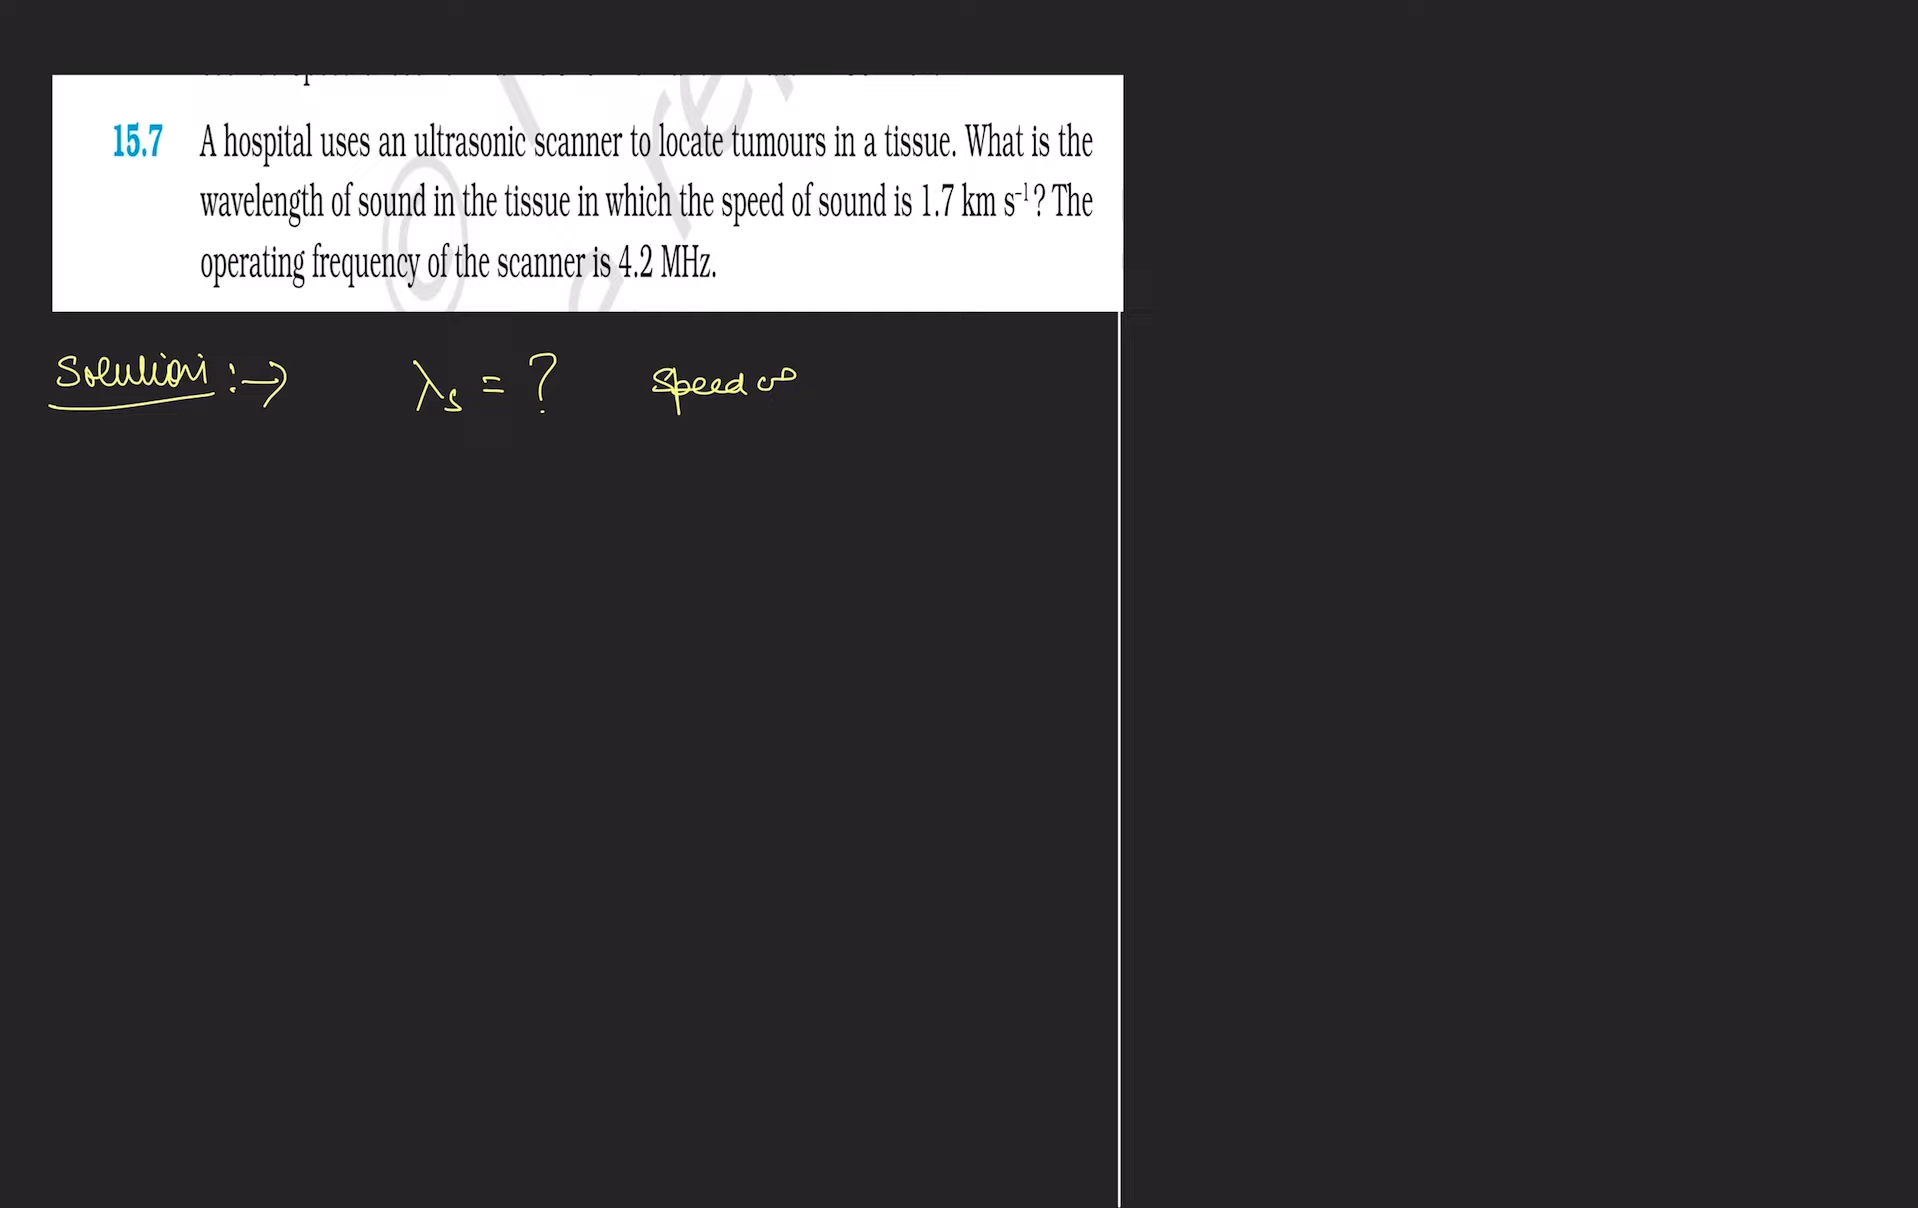 15.7 A hospital uses an ultrasonic scanner to locate tumours in a tissue. What is the
wavelength of sound in the tissue in which the speed of sound is 1.7 km s⁻¹? The
operating frequency of the scanner is 4.2 MHz.
Solution :→ λs = ? Speed